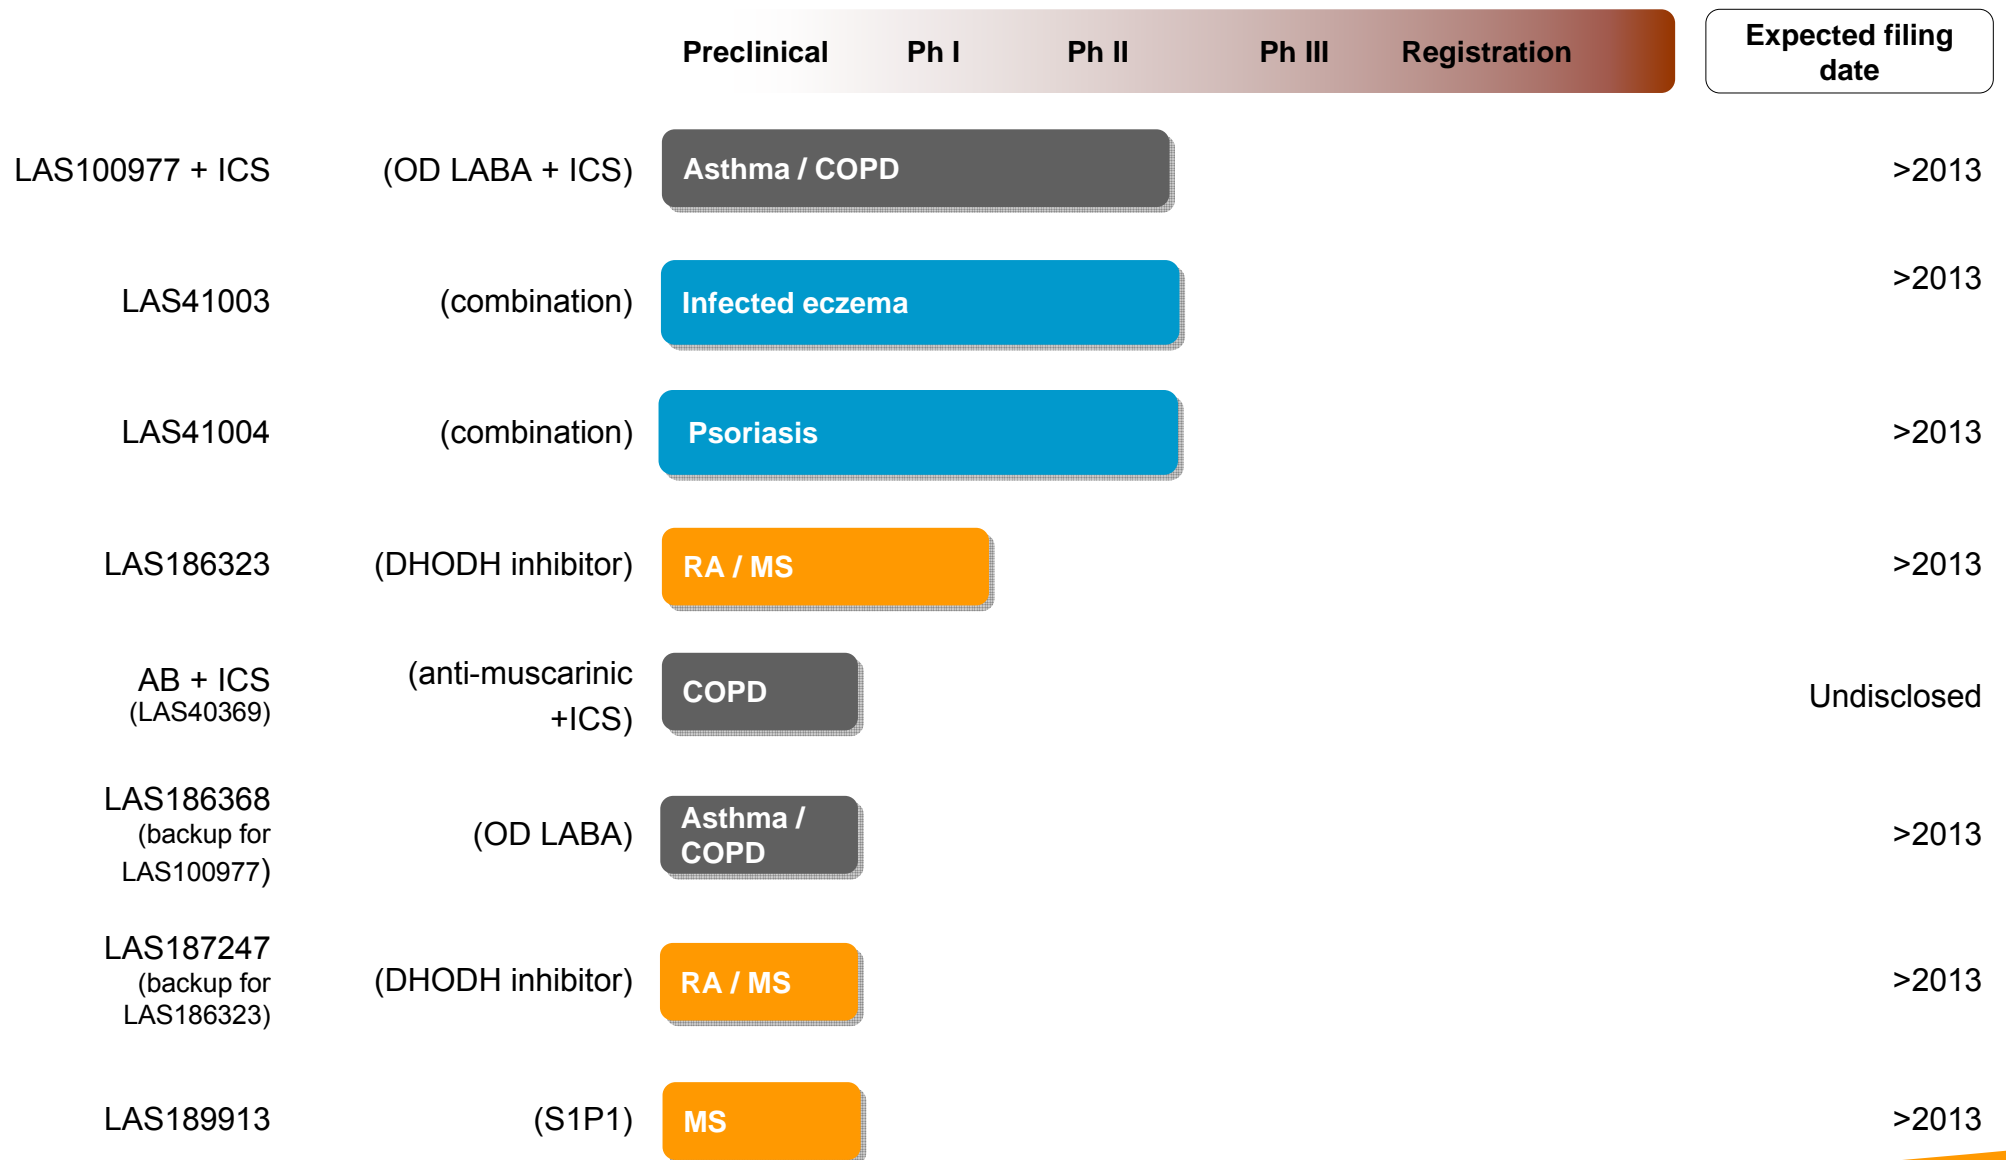 Preclinical Ph I Ph II Ph III Registration
Expected filing
date
LAS100977 + ICS (OD LABA + ICS) Asthma / COPD >2013
LAS41003 (combination) Infected eczema >2013
LAS41004 (combination) Psoriasis >2013
LAS186323 (DHODH inhibitor) RA / MS >2013
AB + ICS
(LAS40369)
(anti-muscarinic
+ICS)
COPD
Undisclosed
LAS186368
(backup for
LAS100977)
(OD LABA)
Asthma /
COPD
>2013
LAS187247
(backup for
LAS186323)
(DHODH inhibitor)
RA / MS
>2013
LAS189913 (S1P1) MS >2013